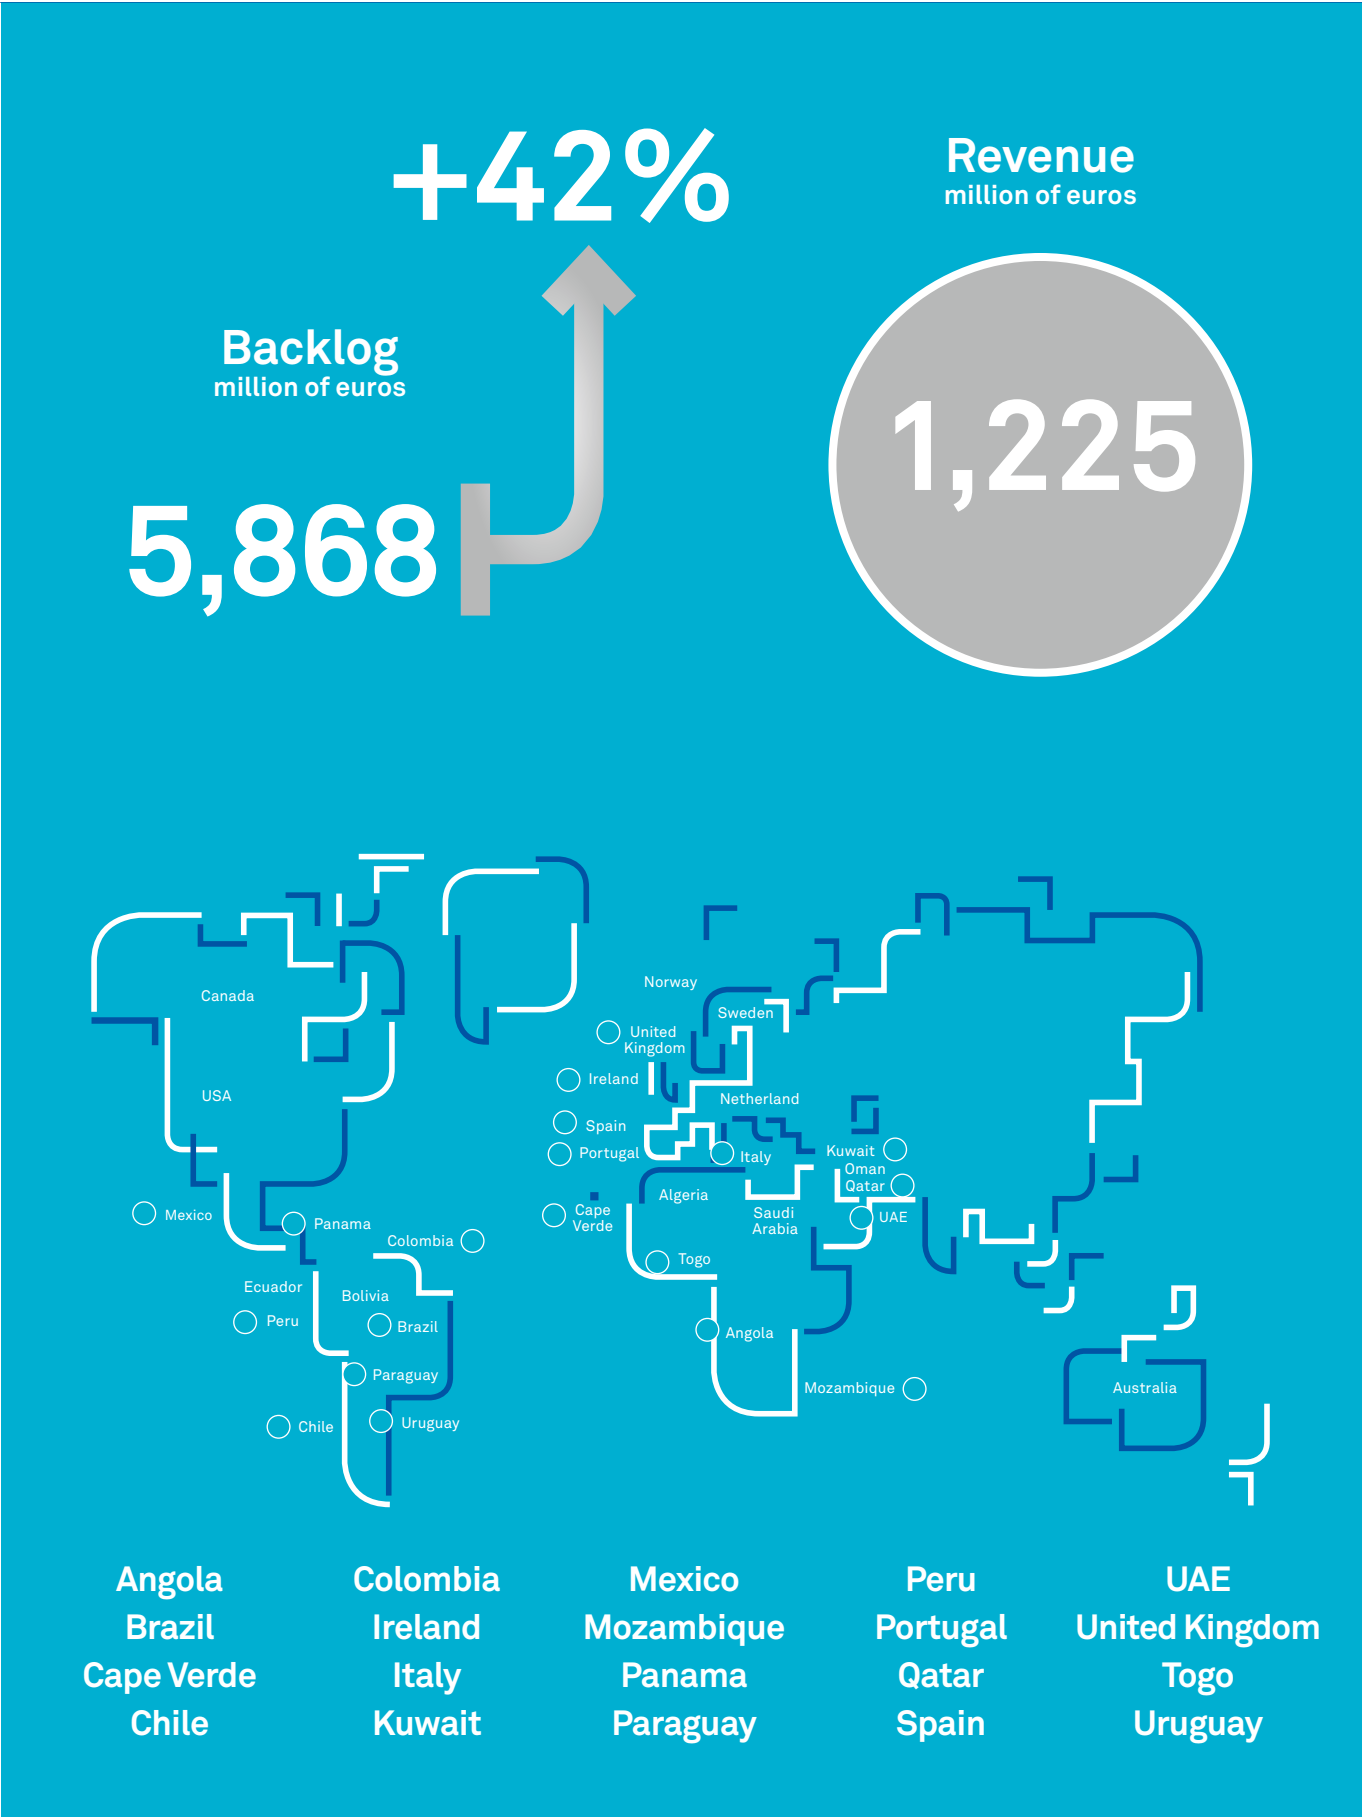 +42%
Revenue
million of euros
Backlog
million of euros
1,225
5,868
Norway
Canada
Sweden
United
Kingdom
Ireland
USA
Netherland
Spain
Portugal
Italy
Kuwait
Oman
Qatar
Algeria
Mexico
Panama
Cape
Verde
Saudi
Arabia
UAE
Colombia
Togo
Ecuador
Bolivia
Peru
Brazil
Angola
Paraguay
Mozambique
Australia
Chile
Uruguay
Angola
Brazil
Cape Verde
Chile
Colombia
Ireland
Italy
Kuwait
Mexico
Mozambique
Panama
Paraguay
Peru
Portugal
Qatar
Spain
UAE
United Kingdom
Togo
Uruguay